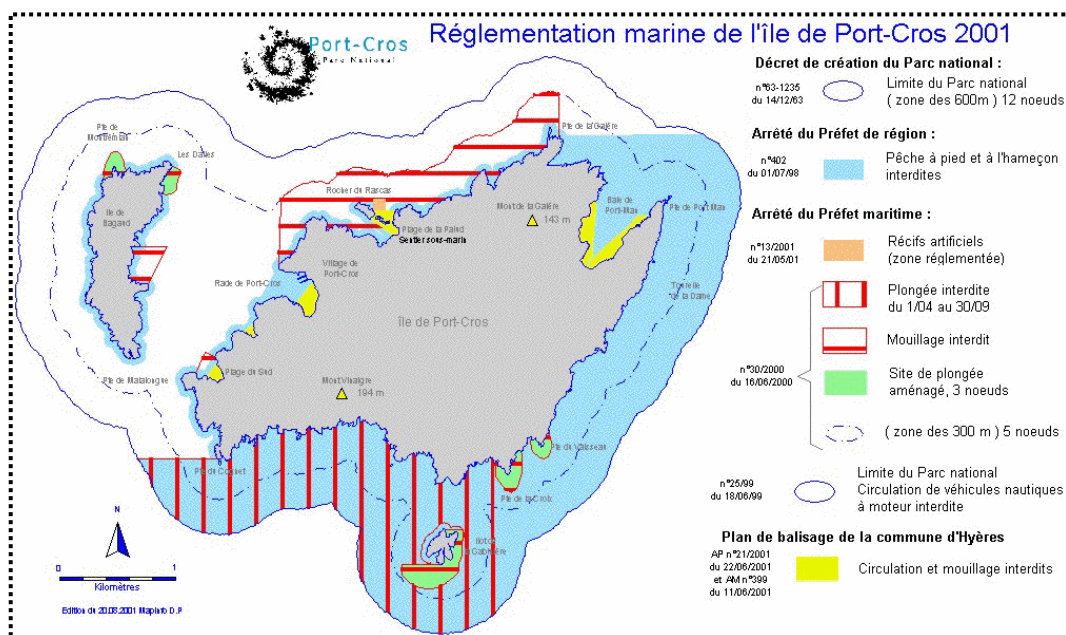 Port-Cros
Parc National
Réglementation marine de l'île de Port-Cros 2001
Décret de création du Parc national :
n°63-1235
du 14/12/63
Limite du Parc national
( zone des 600m ) 12 noeuds
Arrêté du Préfet de région :
n°402
du 01/07/98
Pêche à pied et à l'hameçon
interdites
Arrêté du Préfet maritime :
n°13/2001
du 21/05/01
Récifs artificiels
(zone réglementée)
Plongée interdite
du 1/04 au 30/09
Mouillage interdit
n°30/2000
du 16/06/2000
Site de plongée
aménagé, 3 noeuds
( zone des 300 m ) 5 noeuds
n°25/99
du 18/06/99
Limite du Parc national
Circulation de véhicules nautiques
à moteur interdite
Plan de balisage de la commune d'Hyères
AP n°21/2001
du 22/06/2001
et AM n°399
du 11/06/2001
Circulation et mouillage interdits
Pte de
Les Dalles
Ile de
Bagaud
Pte de la Galère
Rocher du Rascas
Mont de la Galère
143 m
Baie de
Port-Man
Pte de Port Man
Plage de la Palud
Sentier sous-marin
Village de
Port-Cros
Rade de Port-Cros
île de Port-Cros
de la Dame
Plage du Sud
Pte de Malalongue
Mont Vinaigre
194 m
Pte du Cognet
Pte du Vaisseau
Pte de la Croix
Ilot de
la Gabinière
N
0
1
Kilomètres
Edition du 20.08.2001 MapInfo D.P